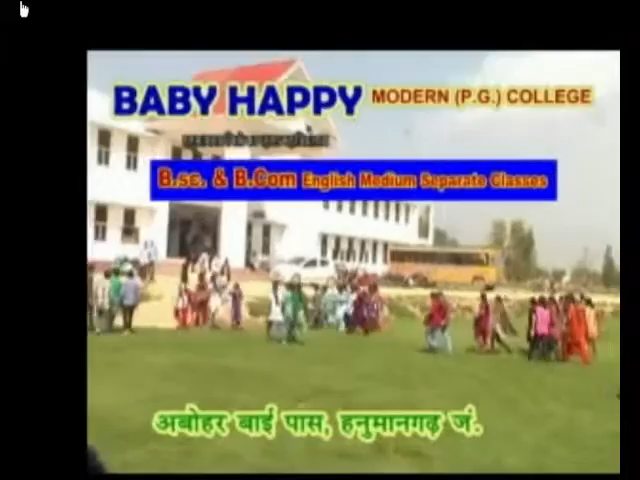 BABY HAPPY MODERN (P.G.) COLLEGE
B.sc. & B.Com English Medium Separate Classes
अबोहर बाई पास, हनुमानगढ़ जं.